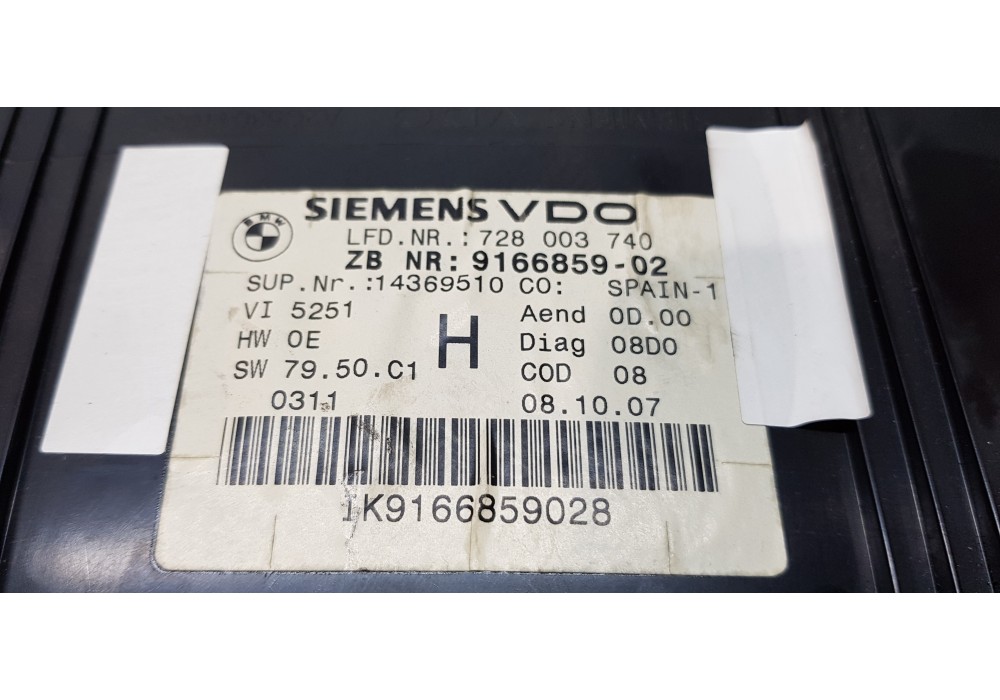 BMW
SIEMENS VDO
LFD.NR.:728 003 740
ZB NR:9166859-02
SUP.Nr.:14369510 CO: SPAIN-1
VI 5251 Aend 0D.00
HW 0E H Diag 08D0
SW 79.50.C1 COD 08
0311 08.10.07
1K9166859028